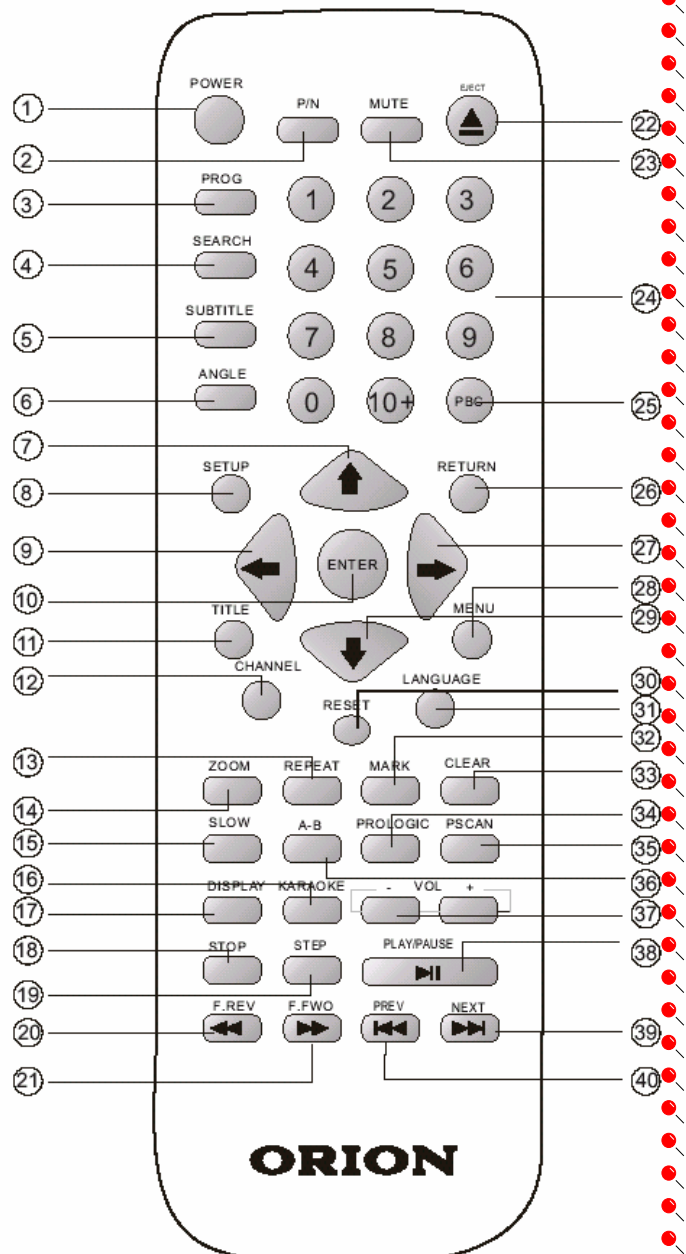 EJECT
POWER
P/N MUTE
1 22
2 23
PROG
3 1 2 3
SEARCH
4 4 5 6
24
SUBTITLE
5 7 8 9
ANGLE
6 0 10+ PBC 25
7
SETUP RETURN
8 26
9 27
ENTER
10 28
TITLE MENU
11 29
CHANNEL
12 LANGUAGE 30
RESET 31
32
13 ZOOM REPEAT MARK CLEAR
33
14 34
SLOW A-B PROLOGIC PSCAN
15 35
16 36
DISPLAY KARAOKE - VOL +
17 37
18 STOP STEP PLAY/PAUSE 38
19
F.REV F.FWO PREV NEXT
20 39
21 40
ORION